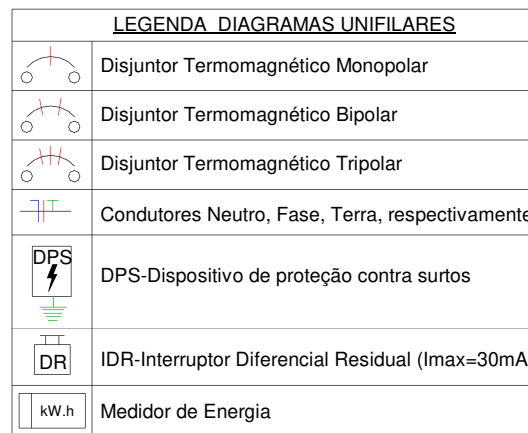 LEGENDA DIAGRAMAS UNIFILARES
Disjuntor Termomagnético Monopolar
Disjuntor Termomagnético Bipolar
Disjuntor Termomagnético Tripolar
Condutores Neutro, Fase, Terra, respectivamente
DPS
DPS-Dispositivo de proteção contra surtos
DR
IDR-Interruptor Diferencial Residual (Imax=30mA
kW.h
Medidor de Energia